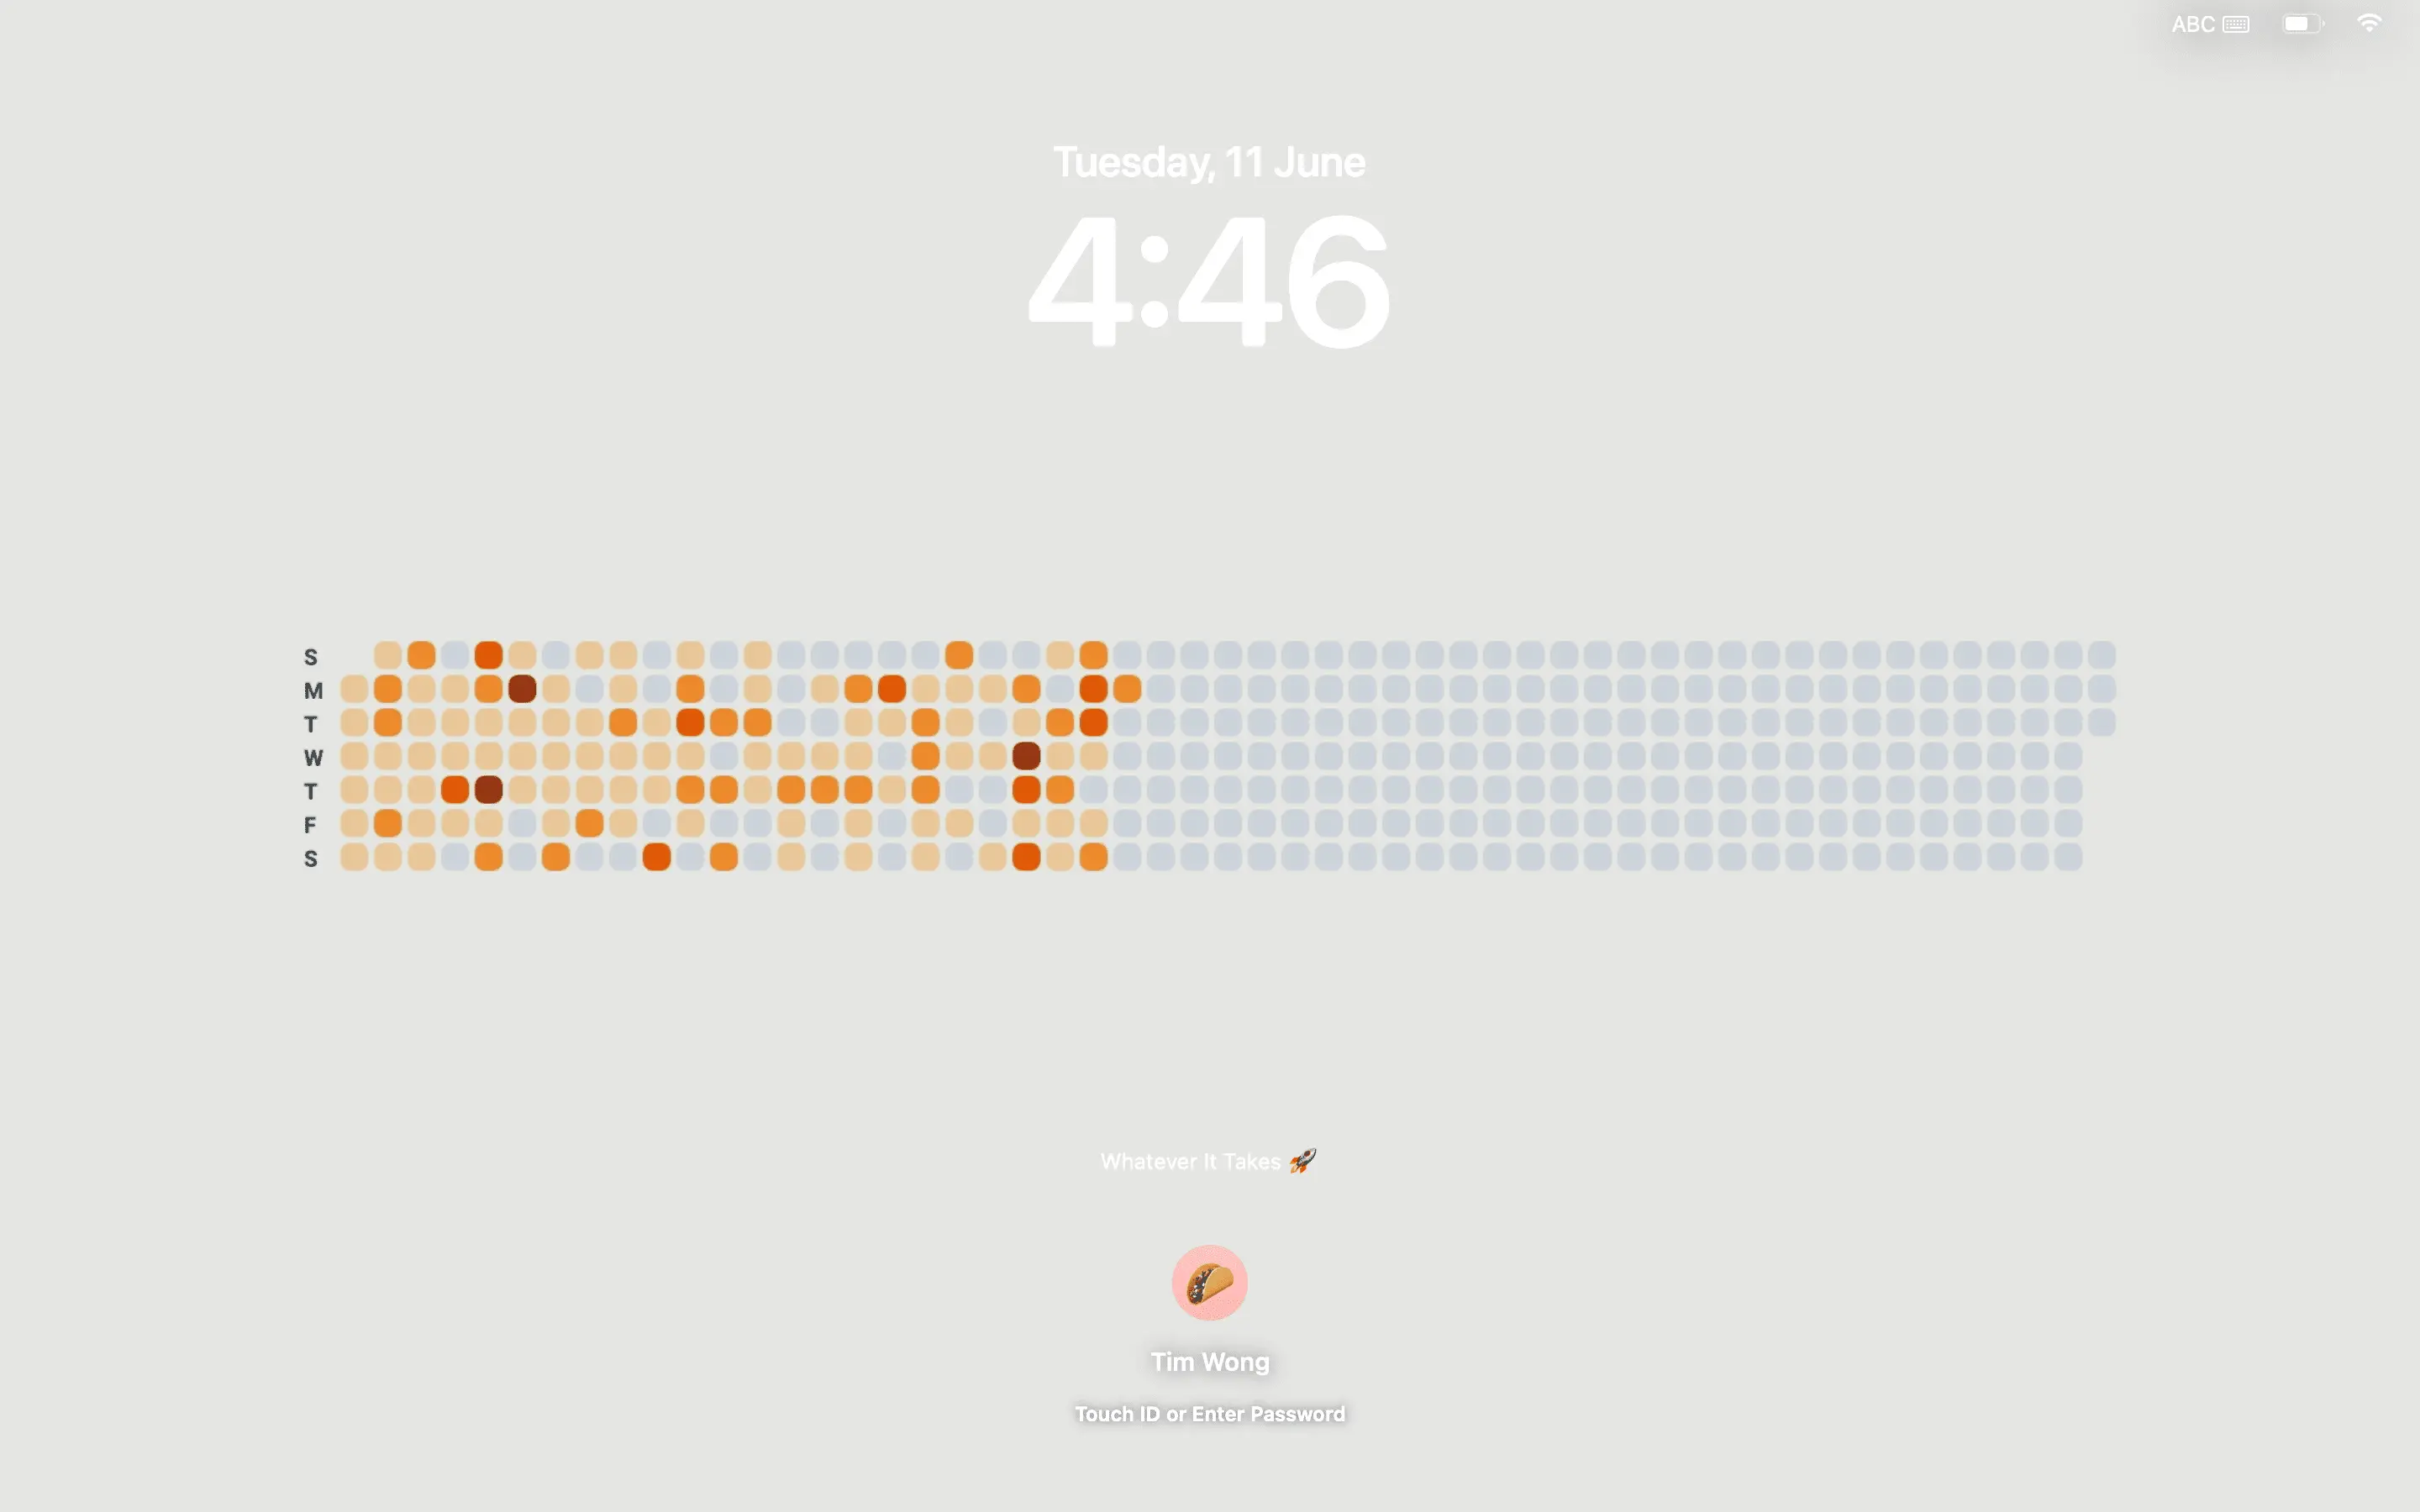 ABC
Tuesday, 11 June
4:46
S
M
T
W
T
F
S
Whatever It Takes 🚀
Tim Wong
Touch ID or Enter Password